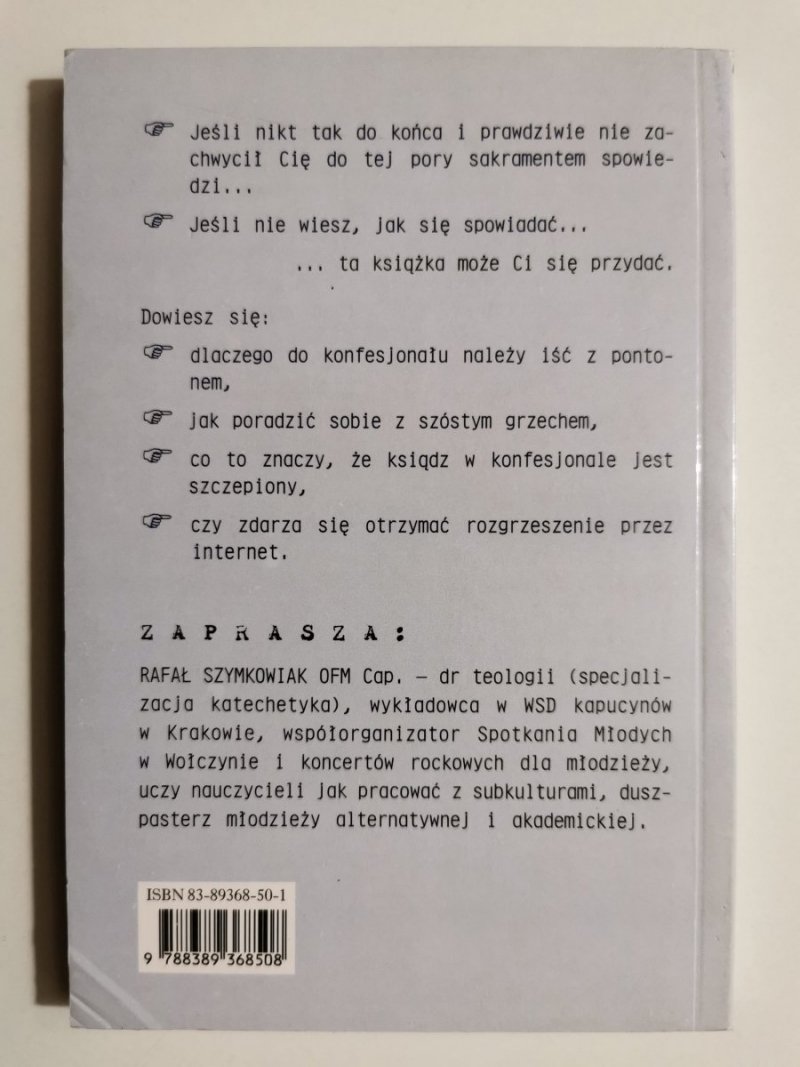 ☞ Jeśli nikt tak do końca i prawdziwie nie za-
chwycił Cię do tej pory sakramentem spowie-
dzi...
☞ Jeśli nie wiesz, jak się spowiadać...
... ta książka może Ci się przydać.
Dowiesz się:
☞ dlaczego do konfesjonału należy iść z ponto-
nem,
☞ jak poradzić sobie z szóstym grzechem,
☞ co to znaczy, że ksiądz w konfesjonale jest
szczepiony,
☞ czy zdarza się otrzymać rozgrzeszenie przez
internet.
Z A P R A S Z A :
RAFAŁ SZYMKOWIAK OFM Cap. – dr teologii (specjali-
zacja katechetyka), wykładowca w WSD kapucynów
w Krakowie, współorganizator Spotkania Młodych
w Wołczynie i koncertów rockowych dla młodzieży,
uczy nauczycieli jak pracować z subkulturami, dusz-
pasterz młodzieży alternatywnej i akademickiej.
ISBN 83-89368-50-1
9 788389 368508